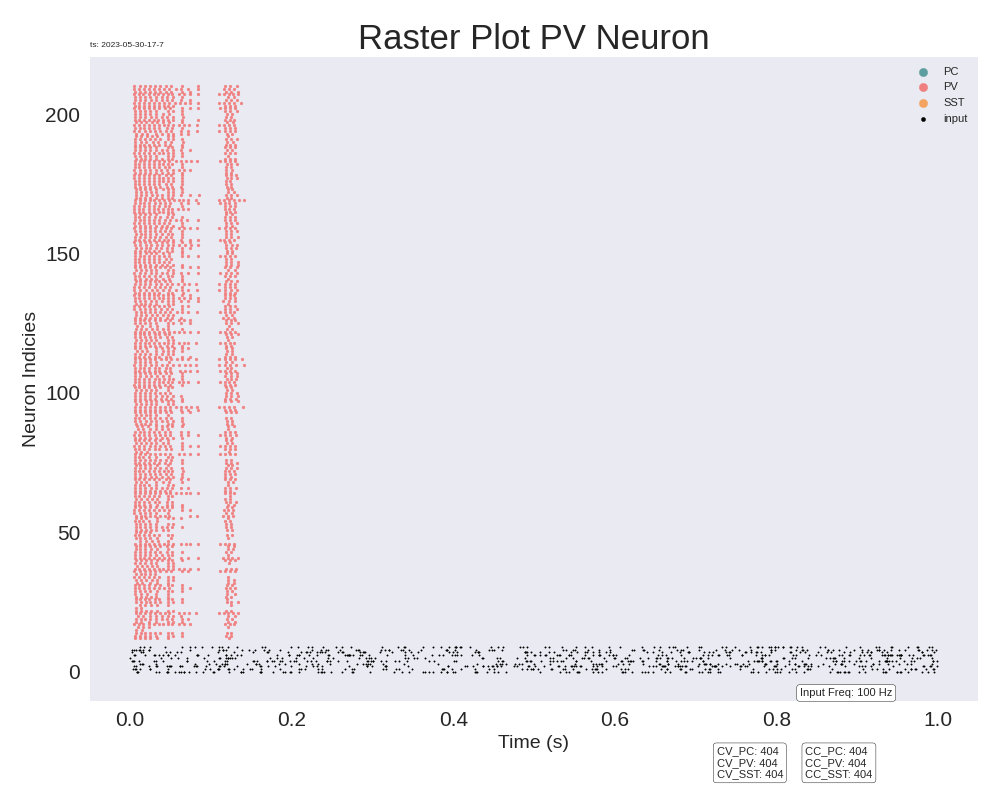 Raster Plot PV Neuron
ts: 2023-05-30-17-7
PC
PV
SST
input
200
150
100
50
0
Neuron Indicies
Input Freq: 100 Hz
0.0 0.2 0.4 0.6 0.8 1.0
Time (s)
CV_PC: 404
CV_PV: 404
CV_SST: 404
CC_PC: 404
CC_PV: 404
CC_SST: 404